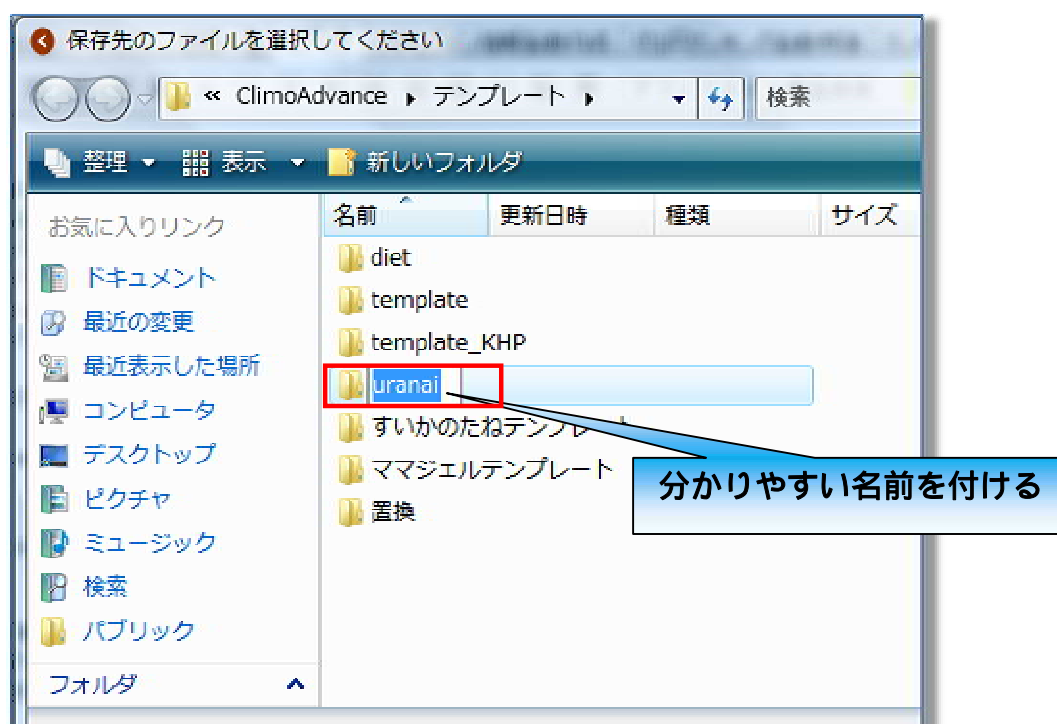 保存先のファイルを選択してください
« ClimoAdvance ▸ テンプレート ▸ 検索
整理 表示 新しいフォルダ
お気に入りリンク
ドキュメント
最近の変更
最近表示した場所
コンピュータ
デスクトップ
ピクチャ
ミュージック
検索
パブリック
フォルダ
名前 更新日時 種類 サイズ
diet
template
template_KHP
uranai
すいかのたねテンプレート
ママジェルテンプレート
置換
分かりやすい名前を付ける